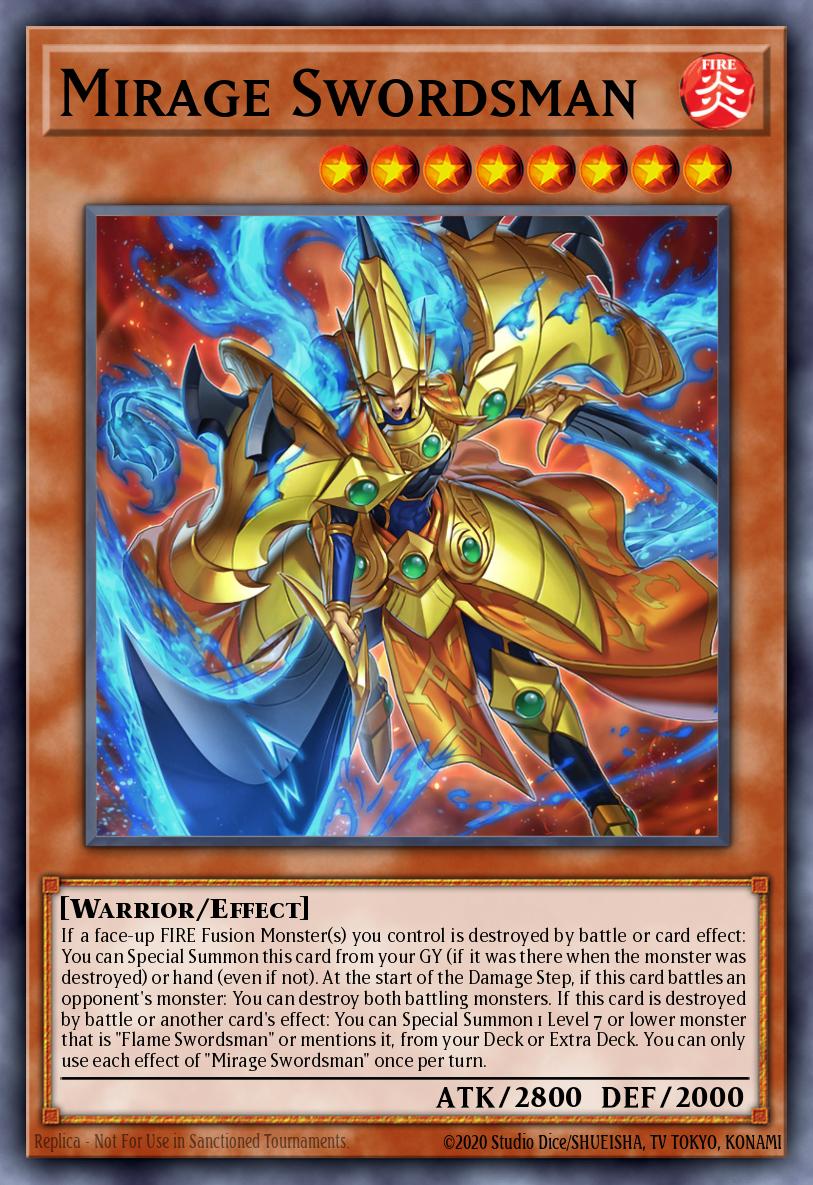 Mirage Swordsman
FIRE
炎
[Warrior/Effect]
If a face-up FIRE Fusion Monster(s) you control is destroyed by battle or card effect:
You can Special Summon this card from your GY (if it was there when the monster was
destroyed) or hand (even if not). At the start of the Damage Step, if this card battles an
opponent's monster: You can destroy both battling monsters. If this card is destroyed
by battle or another card's effect: You can Special Summon 1 Level 7 or lower monster
that is "Flame Swordsman" or mentions it, from your Deck or Extra Deck. You can only
use each effect of "Mirage Swordsman" once per turn.
ATK/2800 DEF/2000
Replica - Not For Use in Sanctioned Tournaments.
©2020 Studio Dice/SHUEISHA, TV TOKYO, KONAMI